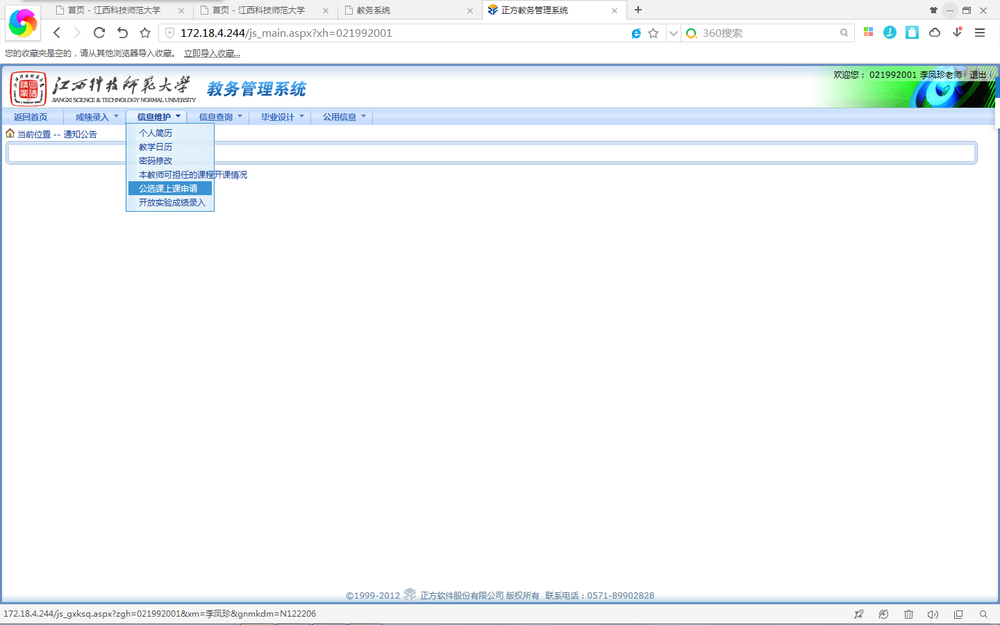 首页 - 江西科技师范大学
首页 - 江西科技师范大学
教务系统
正方教务管理系统
172.18.4.244/js_main.aspx?xh=021992001
360搜索
您的收藏夹是空的，请从其他浏览器导入收藏。 立即导入收藏...
江西科技師範大學
JIANGXI SCIENCE & TECHNOLOGY NORMAL UNIVERSITY
教务管理系统
欢迎您： 021992001 李凤珍老师 退出
返回首页 成绩录入 信息维护 信息查询 毕业设计 公用信息
当前位置 -- 通知公告
个人简历
教学日历
密码修改
本教师可担任的课程开课情况
公选课上课申请
开放实验成绩录入
©1999-2012 正方软件股份有限公司 版权所有 联系电话：0571-89902828
172.18.4.244/js_gxksq.aspx?zgh=021992001&xm=李凤珍&gnmkdm=N122206